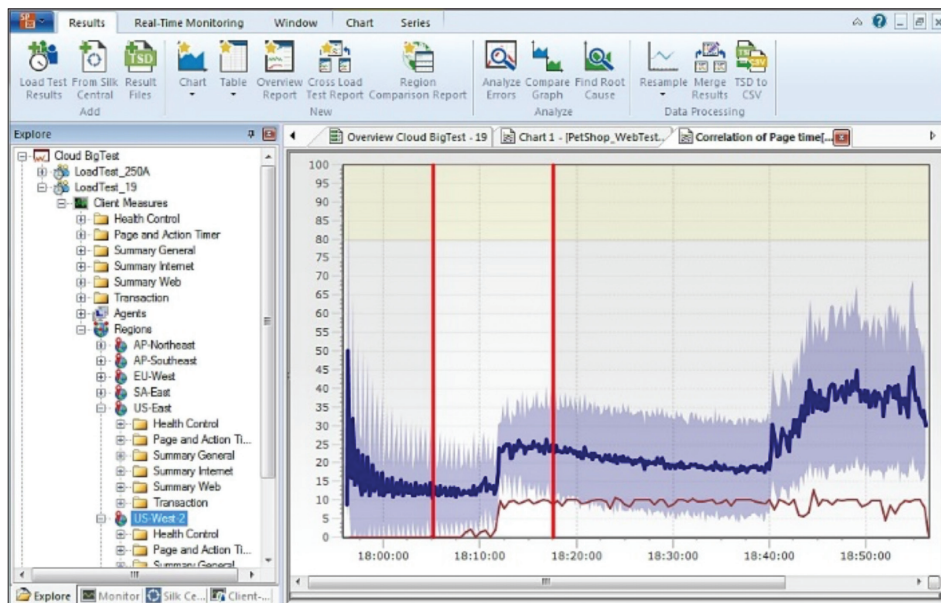 Results Real-Time Monitoring Window Chart Series
Load Test Results
From Silk Central
Result Files
Chart
Table
Overview Report
Cross Load Test Report
Region Comparison Report
Analyze Errors
Compare Graph
Find Root Cause
Resample
Merge Results
TSD to CSV
Add
New
Analyze
Data Processing
Explore
Overview Cloud BigTest - 19
Chart 1 - [PetShop_WebTest...
Correlation of Page time[...
Cloud BigTest
LoadTest_250A
LoadTest_19
Client Measures
Health Control
Page and Action Timer
Summary General
Summary Internet
Summary Web
Transaction
Agents
Regions
AP-Northeast
AP-Southeast
EU-West
SA-East
US-East
Health Control
Page and Action Ti...
Summary General
Summary Internet
Summary Web
Transaction
US-West-2
Health Control
Page and Action Ti...
Summary General
Explore Monitor Silk Ce... Client-...
100
95
90
85
80
75
70
65
60
55
50
45
40
35
30
25
20
15
10
5
0
18:00:00 18:10:00 18:20:00 18:30:00 18:40:00 18:50:00